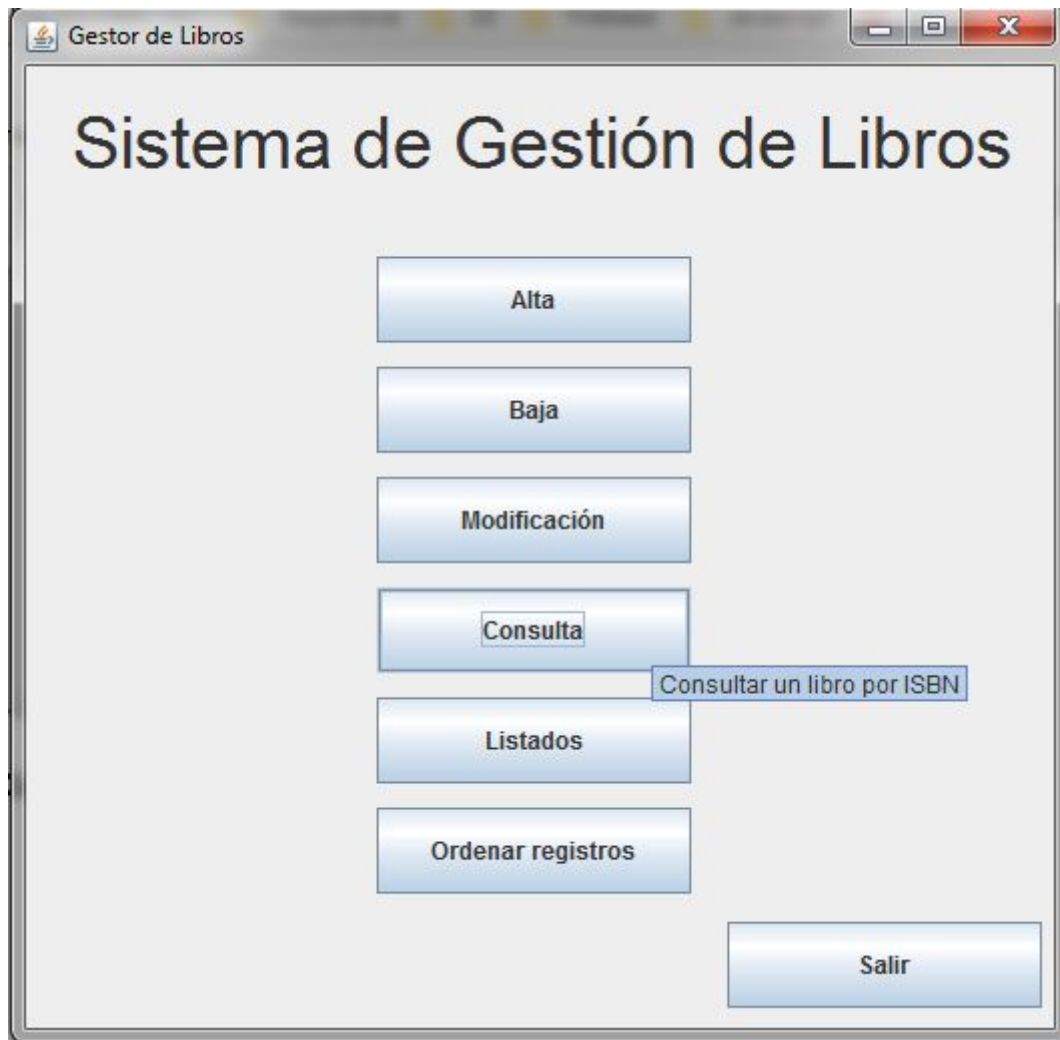 Gestor de Libros
Sistema de Gestión de Libros
Alta
Baja
Modificación
Consulta
Consultar un libro por ISBN
Listados
Ordenar registros
Salir